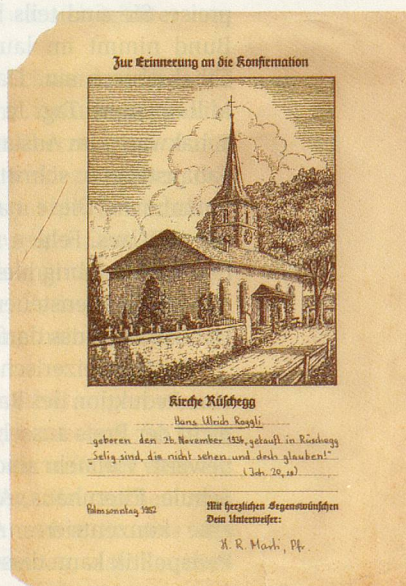 Zur Erinnerung an die Konfirmation
Kirche Rüschegg
Hans Ulrich
geboren den 26. November 1936, getauft in Rüschegg
"Selig sind, die nicht sehen und doch glauben!"
(Joh. 20, 29)
Palmsonntag 1952
Mit herzlichen Segenswünschen
Dein Unterweiser:
H. R. Marti, Pfr.